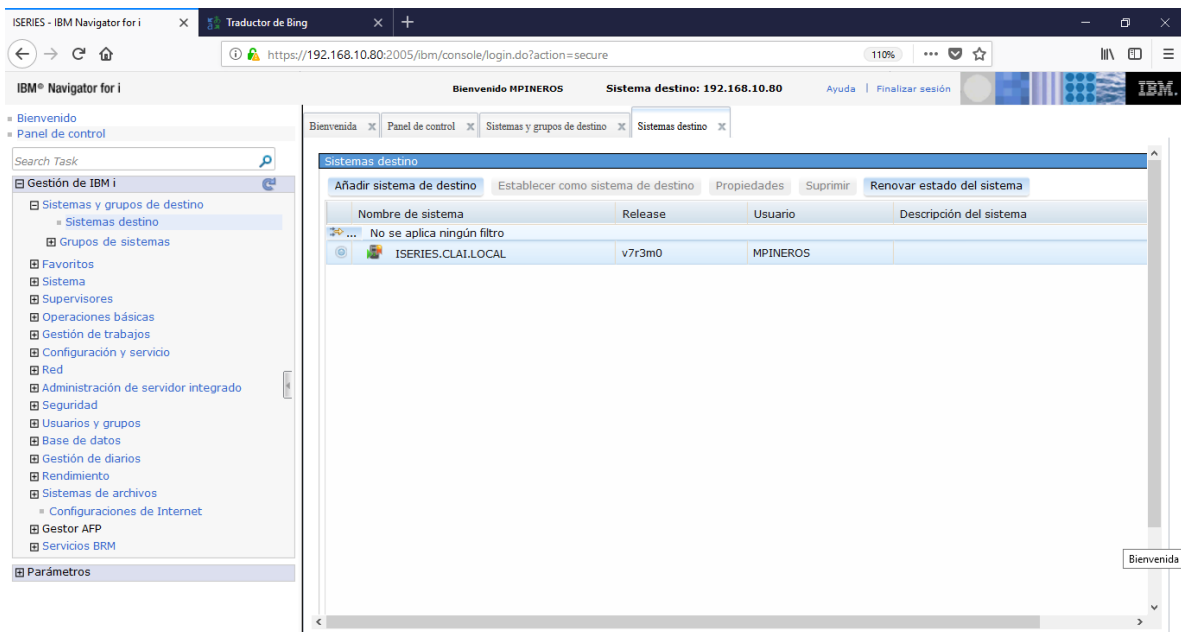 ISERIES - IBM Navigator for i
Traductor de Bing
https://192.168.10.80:2005/ibm/console/login.do?action=secure
110%
IBM® Navigator for i
Bienvenido MPINEROS
Sistema destino: 192.168.10.80
Ayuda | Finalizar sesión
IBM.
Bienvenido
Panel de control
Search Task
Gestión de IBM i
Sistemas y grupos de destino
Sistemas destino
Grupos de sistemas
Favoritos
Sistema
Supervisores
Operaciones básicas
Gestión de trabajos
Configuración y servicio
Red
Administración de servidor integrado
Seguridad
Usuarios y grupos
Base de datos
Gestión de diarios
Rendimiento
Sistemas de archivos
Configuraciones de Internet
Gestor AFP
Servicios BRM
Parámetros
Bienvenida
Panel de control
Sistemas y grupos de destino
Sistemas destino
Sistemas destino
Añadir sistema de destino
Establecer como sistema de destino
Propiedades
Suprimir
Renovar estado del sistema
Nombre de sistema Release Usuario Descripción del sistema
... No se aplica ningún filtro
ISERIES.CLAI.LOCAL v7r3m0 MPINEROS
Bienvenida